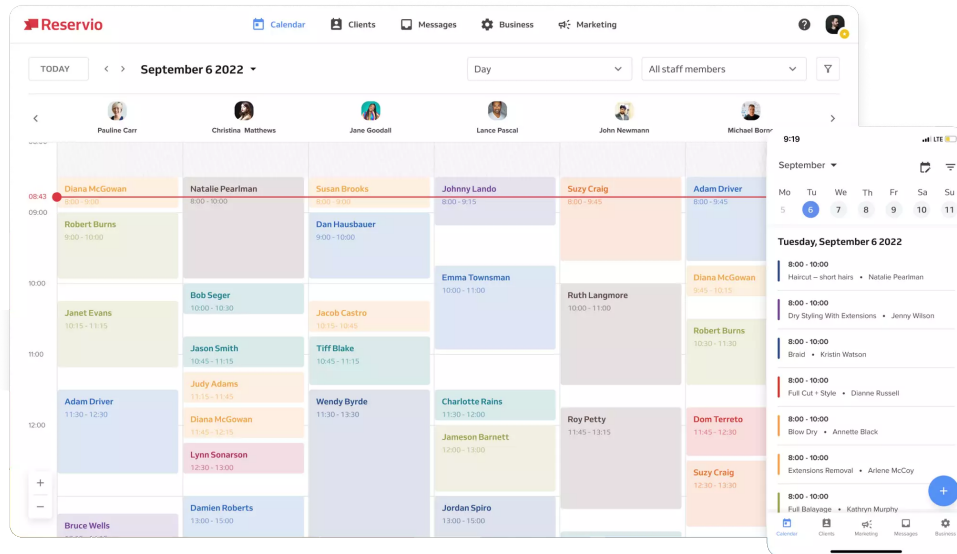 Reservio
Calendar
Clients
Messages
Business
Marketing
TODAY
September 6 2022
Day
All staff members
Pauline Carr
Christina Matthews
Jane Goodall
Lance Pascal
John Newmann
Michael
08:43
09:00
10:00
11:00
12:00
Diana McGowan
8:00 - 9:00
Robert Burns
9:00 - 10:00
Janet Evans
10:15 - 11:15
Adam Driver
11:30 - 12:30
Bruce Wells
Natalie Pearlman
8:00 - 10:00
Bob Seger
10:00 - 10:30
Jason Smith
10:45 - 11:15
Judy Adams
11:15 - 11:45
Diana McGowan
11:45 - 12:15
Lynn Sonarson
12:30 - 13:00
Damien Roberts
13:00 - 15:00
Susan Brooks
8:00 - 9:00
Dan Hausbauer
9:00 - 10:00
Jacob Castro
10:15 - 10:45
Tiff Blake
10:45 - 11:15
Wendy Byrde
11:30 - 13:30
Johnny Lando
8:00 - 9:15
Emma Townsman
10:00 - 11:00
Charlotte Rains
11:30 - 12:00
Jameson Barnett
12:00 - 13:00
Jordan Spiro
13:00 - 15:00
Suzy Craig
8:00 - 9:45
Ruth Langmore
10:00 - 11:00
Roy Petty
11:45 - 13:15
Adam Driver
8:00 - 9:45
Diana McGowan
9:45 - 10:15
Robert Burns
10:30 - 11:30
Dom Terreto
11:45 - 12:30
Suzy Craig
12:30 - 13:30
+
−
9:19
LTE
September
Mo Tu We Th Fr Sa Su
5 6 7 8 9 10 11
Tuesday, September 6 2022
8:00 - 10:00
Haircut – short hairs • Natalie Pearlman
8:00 - 10:00
Dry Styling With Extensions • Jenny Wilson
8:00 - 10:00
Braid • Kristin Watson
8:00 - 10:00
Full Cut + Style • Dianne Russell
8:00 - 10:00
Blow Dry • Annette Black
8:00 - 10:00
Extensions Removal • Arlene McCoy
8:00 - 10:00
Full Balayage • Kathryn Murphy
+
Calendar
Clients
Marketing
Messages
Business